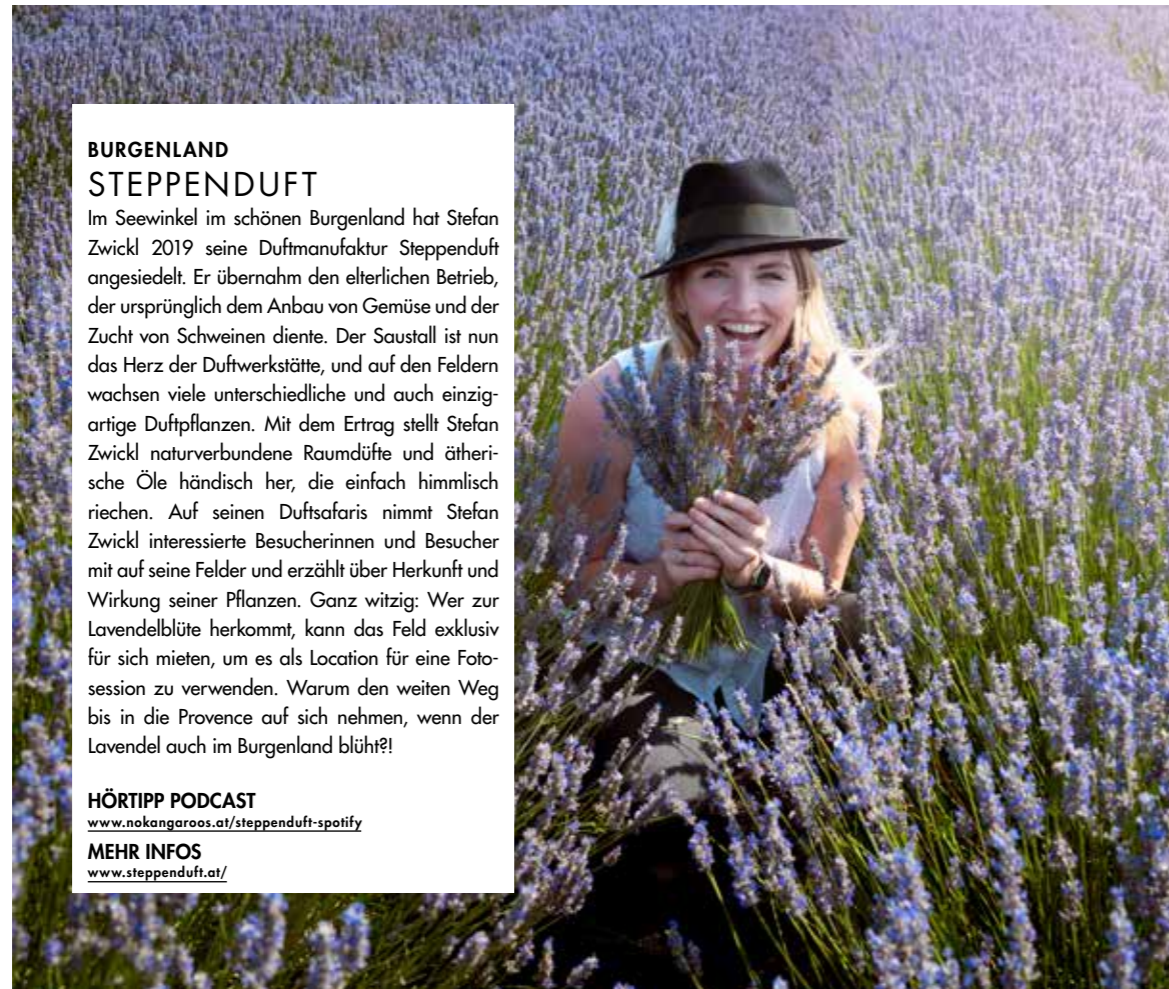 BURGENLAND
STEPPENDUFT
Im Seewinkel im schönen Burgenland hat Stefan
Zwickl 2019 seine Duftmanufaktur Steppenduft
angesiedelt. Er übernahm den elterlichen Betrieb,
der ursprünglich dem Anbau von Gemüse und der
Zucht von Schweinen diente. Der Saustall ist nun
das Herz der Duftwerkstätte, und auf den Feldern
wachsen viele unterschiedliche und auch einzig-
artige Duftpflanzen. Mit dem Ertrag stellt Stefan
Zwickl naturverbundene Raumdüfte und ätheri-
sche Öle händisch her, die einfach himmlisch
riechen. Auf seinen Duftsafaris nimmt Stefan
Zwickl interessierte Besucherinnen und Besucher
mit auf seine Felder und erzählt über Herkunft und
Wirkung seiner Pflanzen. Ganz witzig: Wer zur
Lavendelblüte herkommt, kann das Feld exklusiv
für sich mieten, um es als Location für eine Foto-
session zu verwenden. Warum den weiten Weg
bis in die Provence auf sich nehmen, wenn der
Lavendel auch im Burgenland blüht?!
HÖRTIPP PODCAST
www.nokangaroos.at/steppenduft-spotify
MEHR INFOS
www.steppenduft.at/